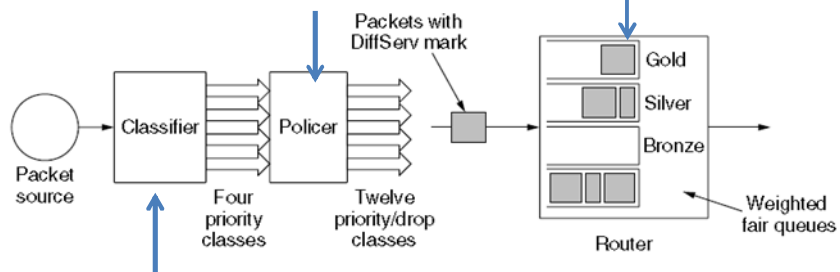 Packets with
DiffServ mark
Gold
Silver
Bronze
Classifier
Policer
Packet
source
Four
priority
classes
Twelve
priority/drop
classes
Router
Weighted
fair queues